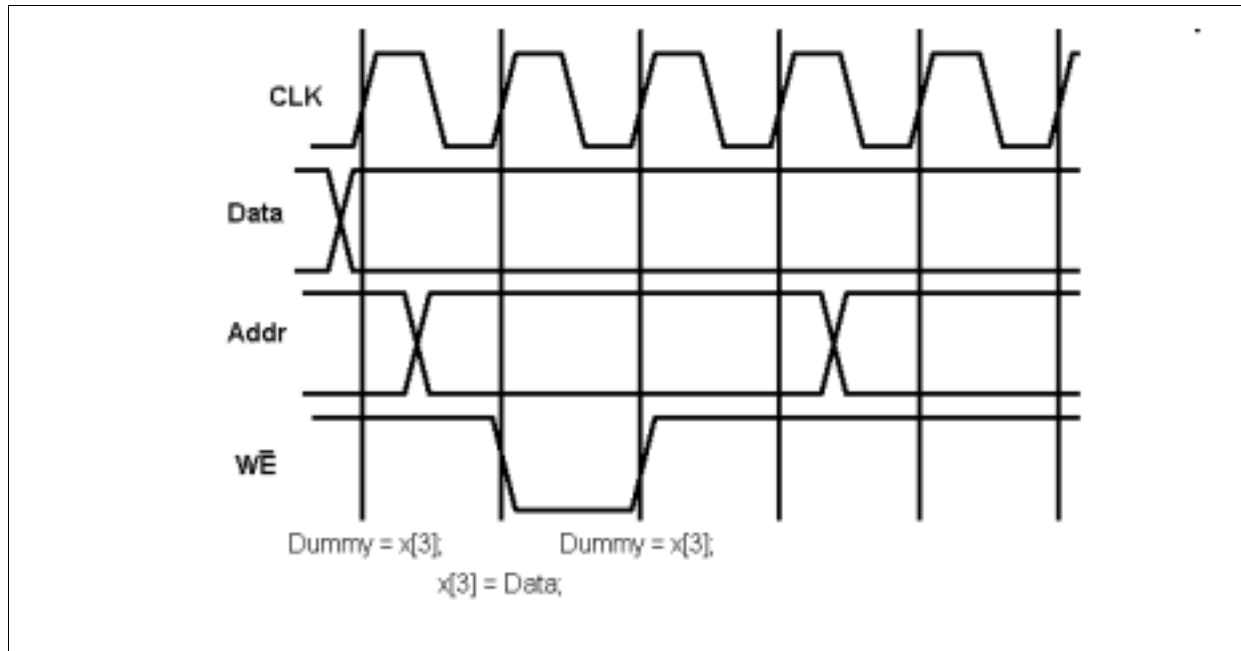 CLK
Data
Addr
WE̅
Dummy = x[3]; Dummy = x[3];
x[3] = Data;